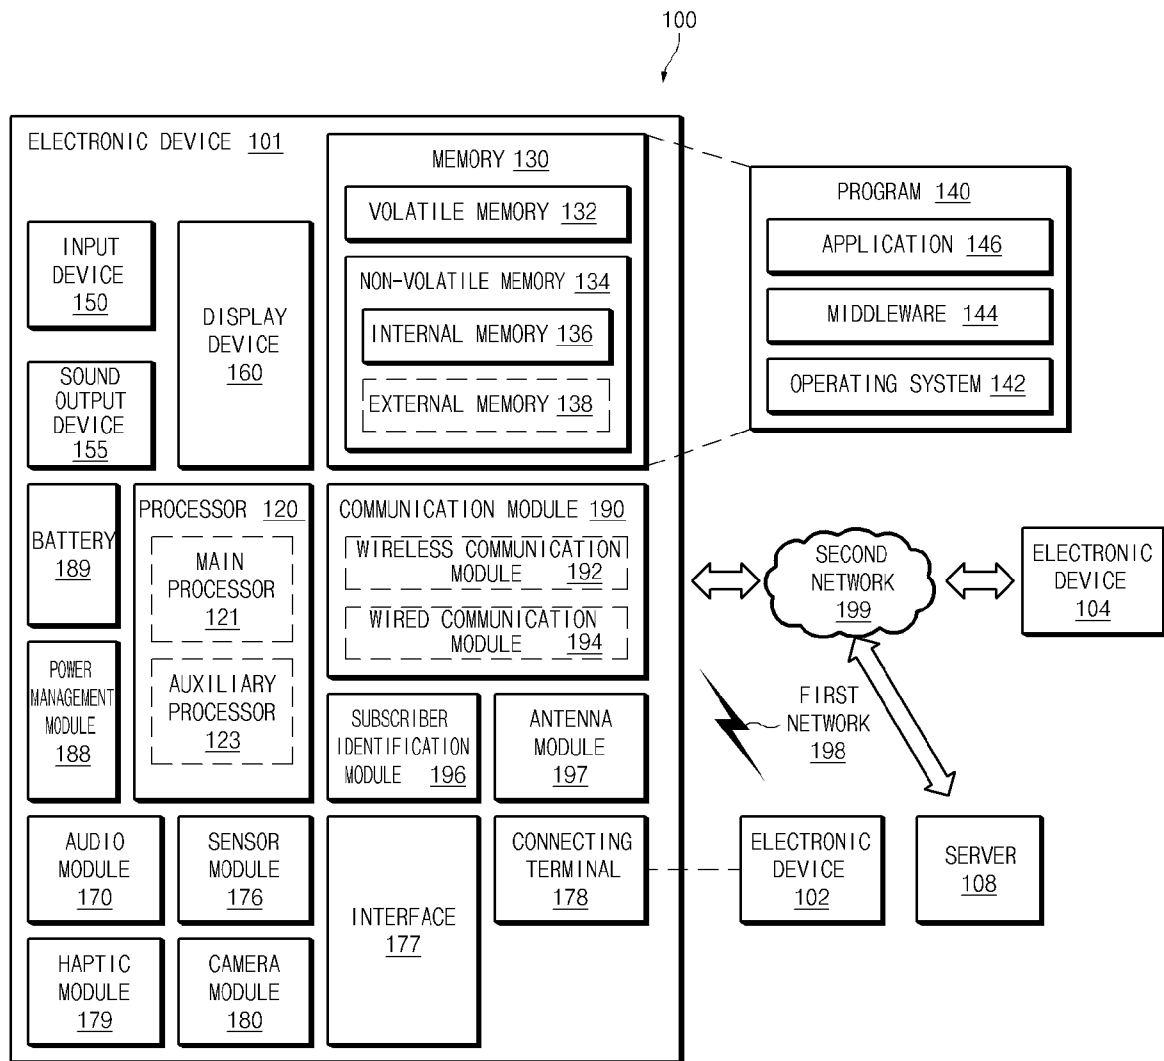 100
ELECTRONIC DEVICE 101
INPUT
DEVICE
150
DISPLAY
DEVICE
160
SOUND
OUTPUT
DEVICE
155
MEMORY 130
VOLATILE MEMORY 132
NON-VOLATILE MEMORY 134
INTERNAL MEMORY 136
EXTERNAL MEMORY 138
PROGRAM 140
APPLICATION 146
MIDDLEWARE 144
OPERATING SYSTEM 142
BATTERY
189
POWER
MANAGEMENT
MODULE
188
PROCESSOR 120
MAIN
PROCESSOR
121
AUXILIARY
PROCESSOR
123
COMMUNICATION MODULE 190
WIRELESS COMMUNICATION
MODULE 192
WIRED COMMUNICATION
MODULE 194
SUBSCRIBER
IDENTIFICATION
MODULE 196
ANTENNA
MODULE
197
SECOND
NETWORK
199
ELECTRONIC
DEVICE
104
FIRST
NETWORK
198
AUDIO
MODULE
170
SENSOR
MODULE
176
INTERFACE
177
CONNECTING
TERMINAL
178
ELECTRONIC
DEVICE
102
SERVER
108
HAPTIC
MODULE
179
CAMERA
MODULE
180